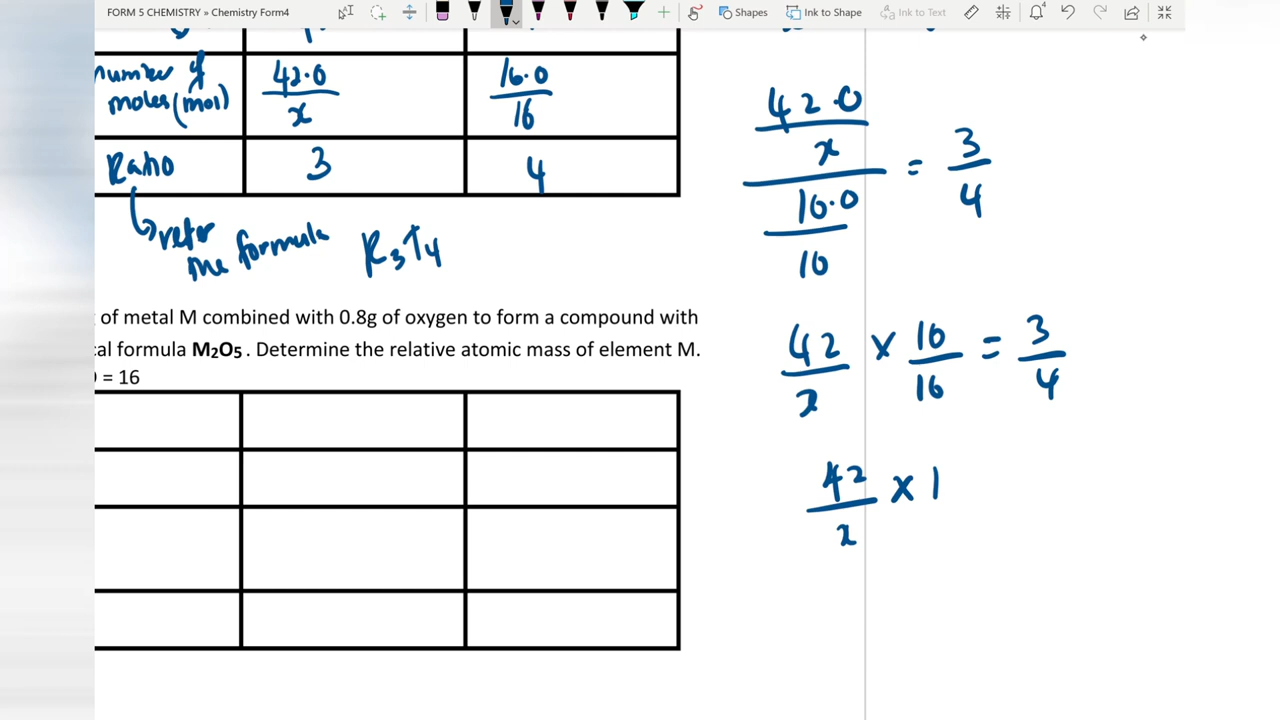 FORM 5 CHEMISTRY » Chemistry Form4
Shapes
Ink to Shape
Ink to Text
4
number of
moles (mol)
42.0
x
16.0
16
Ratio
3
4
refer
the formula
R3T4
of metal M combined with 0.8g of oxygen to form a compound with
al formula M2O5 . Determine the relative atomic mass of element M.
= 16
42.0
x
16.0
16
= 3
4
42 x 16 = 3
x 16 4
42 x 1
x